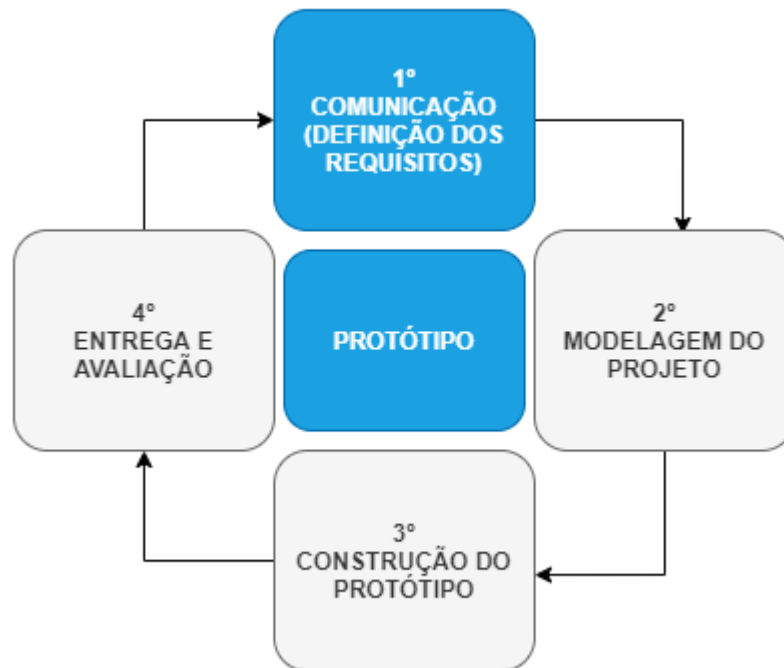 1º
COMUNICAÇÃO
(DEFINIÇÃO DOS
REQUISITOS)
4º
ENTREGA E
AVALIAÇÃO
PROTÓTIPO
2º
MODELAGEM DO
PROJETO
3º
CONSTRUÇÃO DO
PROTÓTIPO